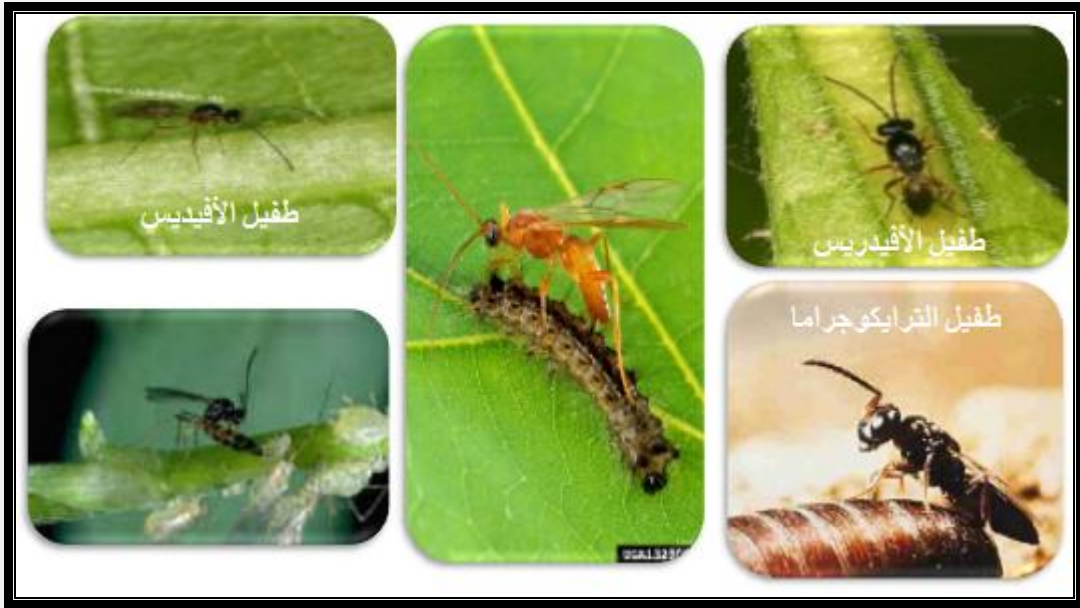 طفيل الأفيدريس
طفيل الأفيديس
طفيل الترايكوجراما